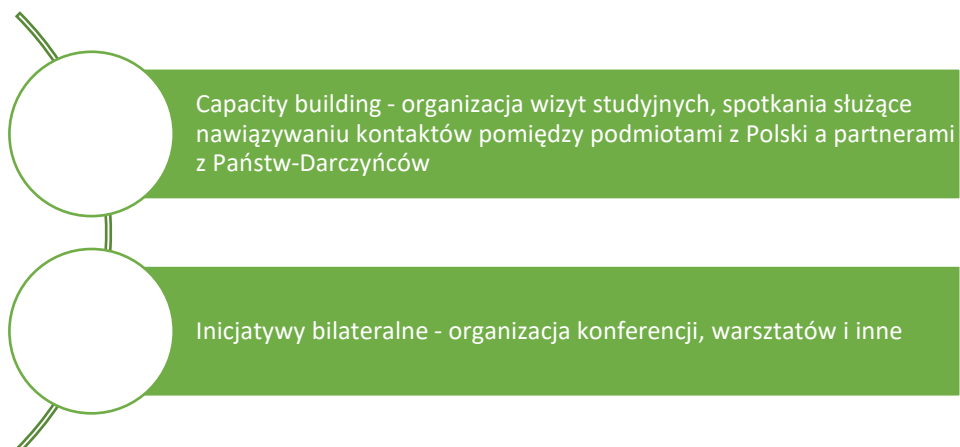 Capacity building - organizacja wizyt studyjnych, spotkania służące
nawiązywaniu kontaktów pomiędzy podmiotami z Polski a partnerami
z Państw-Darczyńców
Inicjatywy bilateralne - organizacja konferencji, warsztatów i inne